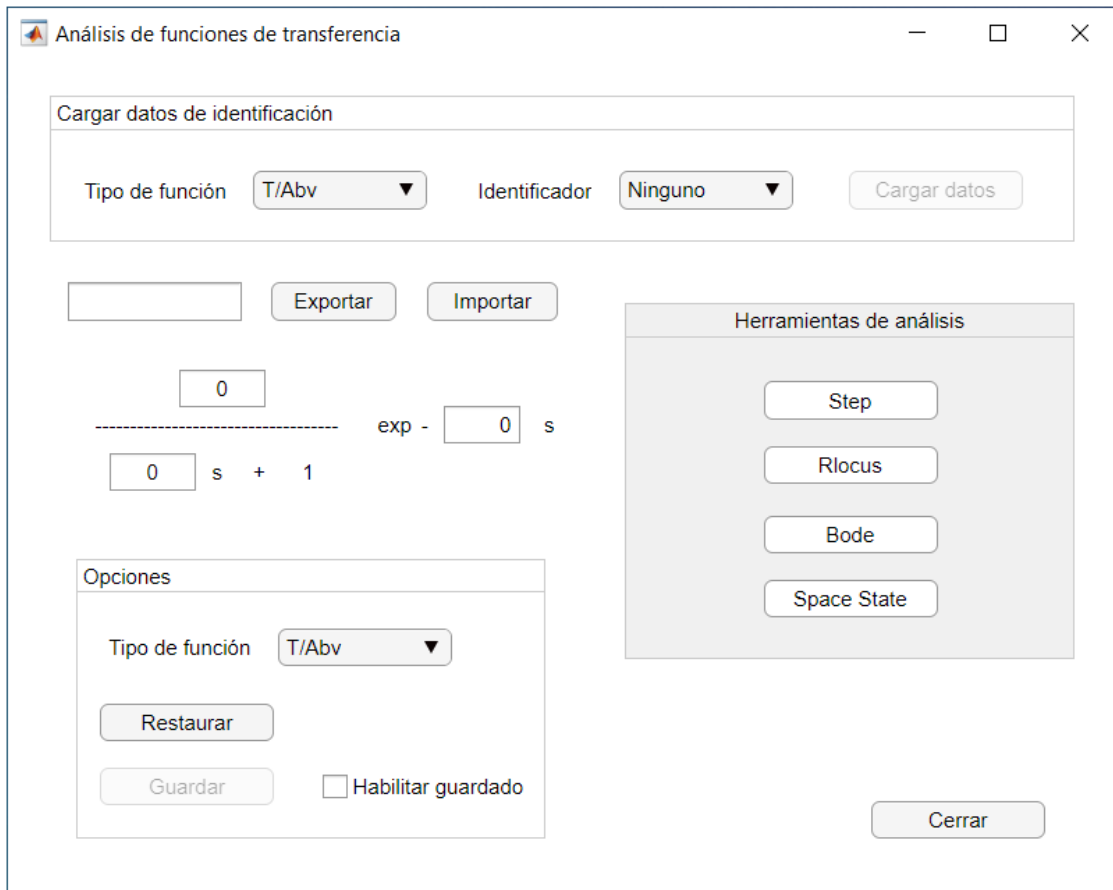 Análisis de funciones de transferencia
Cargar datos de identificación
Tipo de función T/Abv Identificador Ninguno Cargar datos
Exportar Importar
Herramientas de análisis
0
----------------------------------- exp - 0 s
0 s + 1
Step
Rlocus
Bode
Space State
Opciones
Tipo de función T/Abv
Restaurar
Guardar Habilitar guardado
Cerrar